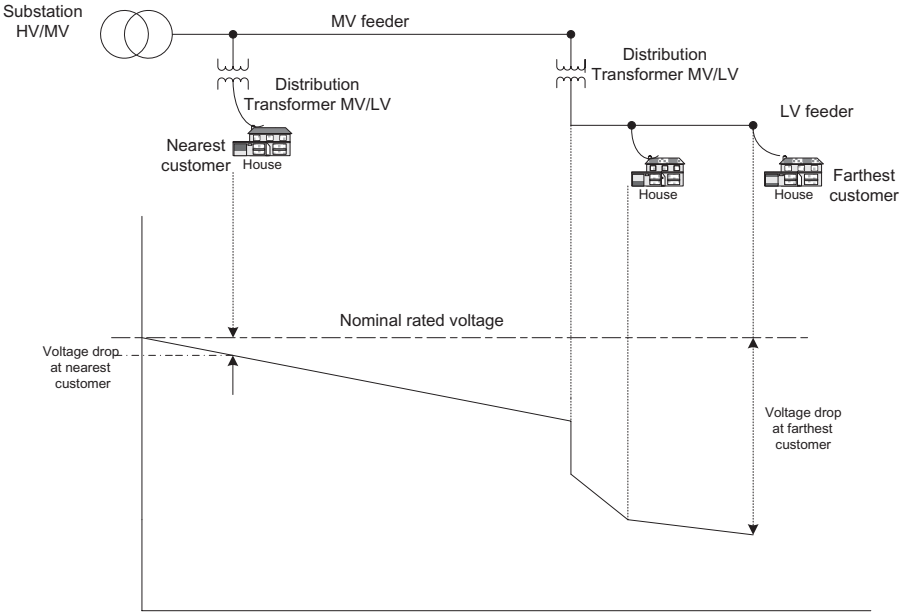 Substation
HV/MV
MV feeder
Distribution
Transformer MV/LV
Distribution
Transformer MV/LV
LV feeder
Nearest
customer
House
House
House
Farthest
customer
Nominal rated voltage
Voltage drop
at nearest
customer
Voltage drop
at farthest
customer